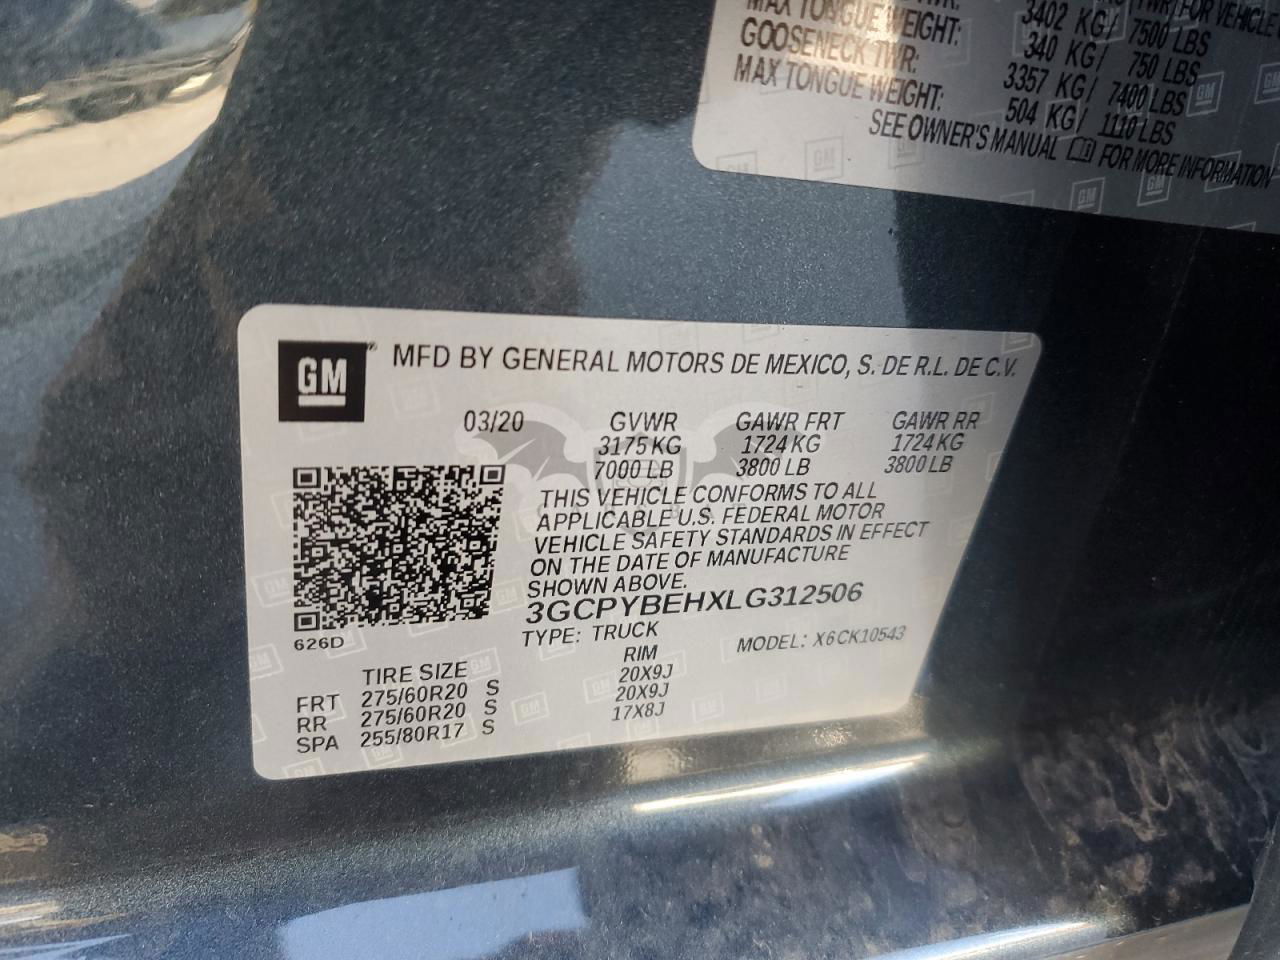 3402 KG/ 7500 LBS
MAX TONGUE WEIGHT: 340 KG/ 750 LBS
GOOSENECK TWR: 3357 KG/ 7400 LBS
MAX TONGUE WEIGHT: 504 KG/ 1110 LBS
SEE OWNER'S MANUAL FOR MORE INFORMATION
GM® MFD BY GENERAL MOTORS DE MEXICO, S. DE R.L. DE C.V.
03/20 GVWR GAWR FRT GAWR RR
3175 KG 1724 KG 1724 KG
7000 LB 3800 LB 3800 LB
THIS VEHICLE CONFORMS TO ALL
APPLICABLE U.S. FEDERAL MOTOR
VEHICLE SAFETY STANDARDS IN EFFECT
ON THE DATE OF MANUFACTURE
SHOWN ABOVE.
3GCPYBEHXLG312506
626D TYPE: TRUCK MODEL: X6CK10543
TIRE SIZE RIM
FRT 275/60R20 S 20X9J
RR 275/60R20 S 20X9J
SPA 255/80R17 S 17X8J